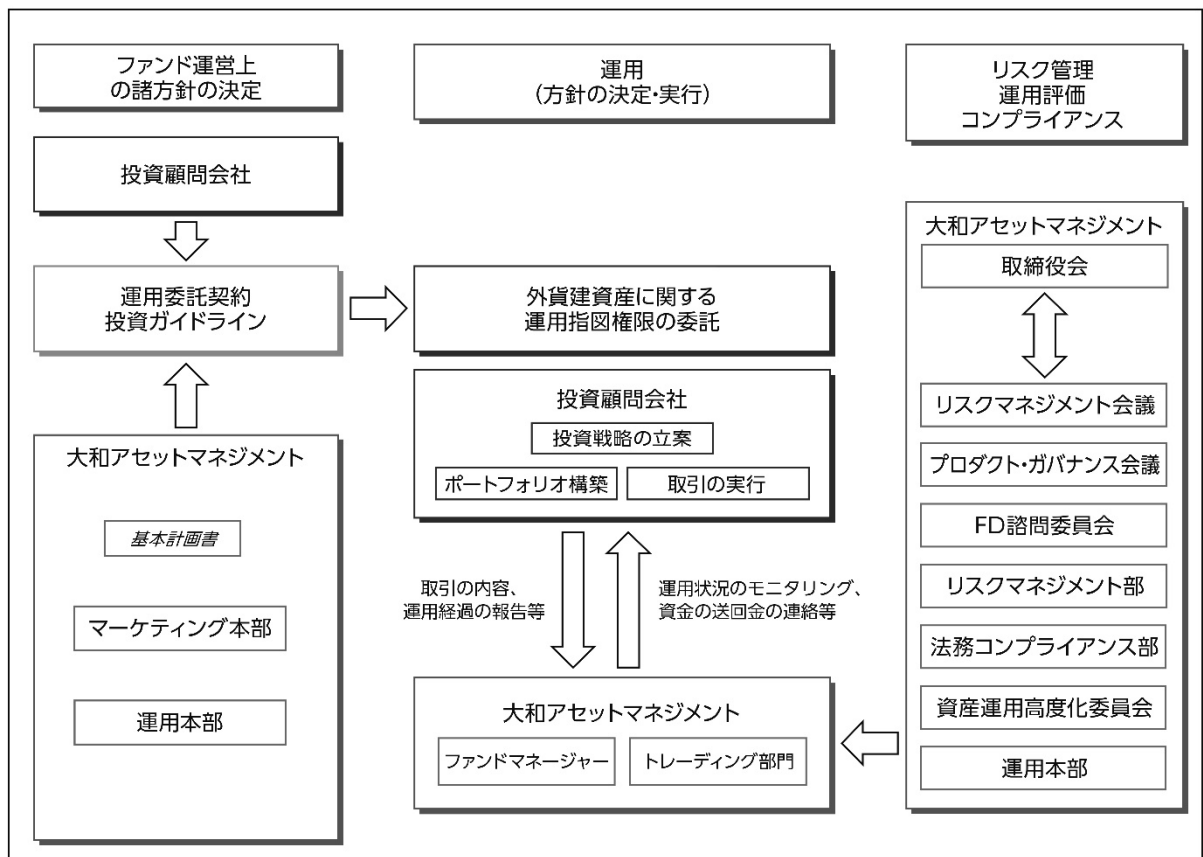 ファンド運営上
の諸方針の決定
投資顧問会社
運用委託契約
投資ガイドライン
大和アセットマネジメント
基本計画書
マーケティング本部
運用本部
運用
(方針の決定・実行)
外貨建資産に関する
運用指図権限の委託
投資顧問会社
投資戦略の立案
ポートフォリオ構築
取引の実行
取引の内容、
運用経過の報告等
運用状況のモニタリング、
資金の送回金の連絡等
大和アセットマネジメント
ファンドマネージャー
トレーディング部門
リスク管理
運用評価
コンプライアンス
大和アセットマネジメント
取締役会
リスクマネジメント会議
プロダクト・ガバナンス会議
FD諮問委員会
リスクマネジメント部
法務コンプライアンス部
資産運用高度化委員会
運用本部